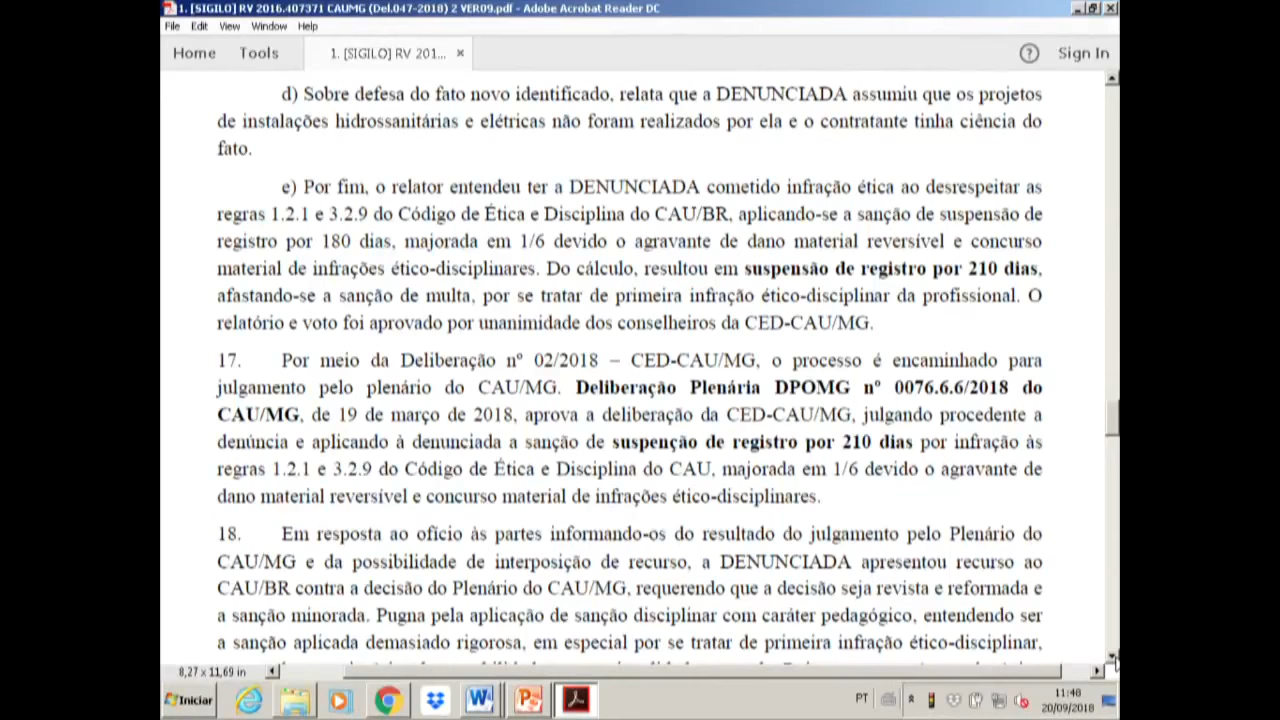 1. [SIGILO] RV 2016.407371 CAUMG (Del.047-2018) 2 VER09.pdf - Adobe Acrobat Reader DC
File Edit View Window Help
Home Tools 1. [SIGILO] RV 201... × ? Sign In
d) Sobre defesa do fato novo identificado, relata que a DENUNCIADA assumiu que os projetos
de instalações hidrossanitárias e elétricas não foram realizados por ela e o contratante tinha ciência do
fato.
e) Por fim, o relator entendeu ter a DENUNCIADA cometido infração ética ao desrespeitar as
regras 1.2.1 e 3.2.9 do Código de Ética e Disciplina do CAU/BR, aplicando-se a sanção de suspensão de
registro por 180 dias, majorada em 1/6 devido o agravante de dano material reversível e concurso
material de infrações ético-disciplinares. Do cálculo, resultou em suspensão de registro por 210 dias,
afastando-se a sanção de multa, por se tratar de primeira infração ético-disciplinar da profissional. O
relatório e voto foi aprovado por unanimidade dos conselheiros da CED-CAU/MG.
17. Por meio da Deliberação nº 02/2018 – CED-CAU/MG, o processo é encaminhado para
julgamento pelo plenário do CAU/MG. Deliberação Plenária DPOMG nº 0076.6.6/2018 do
CAU/MG, de 19 de março de 2018, aprova a deliberação da CED-CAU/MG, julgando procedente a
denúncia e aplicando à denunciada a sanção de suspenção de registro por 210 dias por infração às
regras 1.2.1 e 3.2.9 do Código de Ética e Disciplina do CAU, majorada em 1/6 devido o agravante de
dano material reversível e concurso material de infrações ético-disciplinares.
18. Em resposta ao ofício às partes informando-os do resultado do julgamento pelo Plenário do
CAU/MG e da possibilidade de interposição de recurso, a DENUNCIADA apresentou recurso ao
CAU/BR contra a decisão do Plenário do CAU/MG, requerendo que a decisão seja revista e reformada e
a sanção minorada. Pugna pela aplicação de sanção disciplinar com caráter pedagógico, entendendo ser
a sanção aplicada demasiado rigorosa, em especial por se tratar de primeira infração ético-disciplinar,
8,27 x 11,69 in
Iniciar PT 11:48
20/09/2018